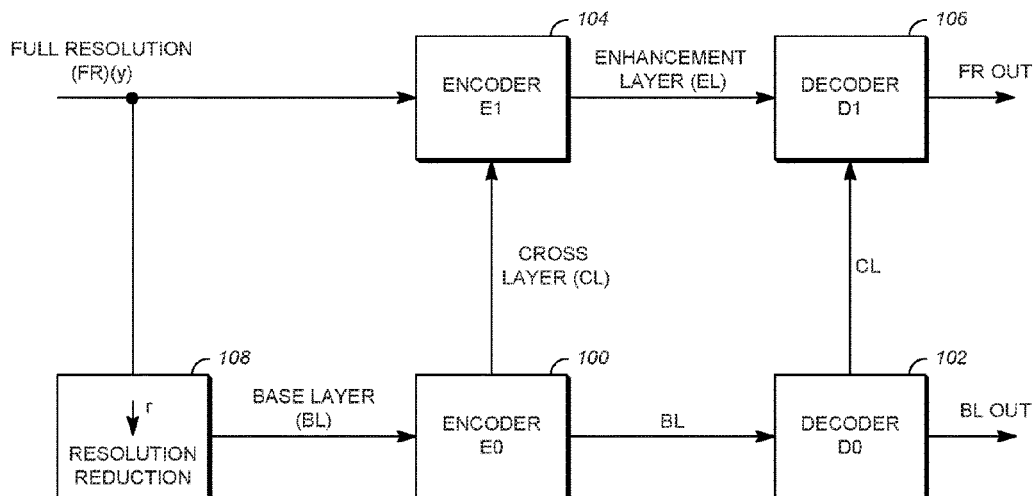 FULL RESOLUTION
(FR)(y)
104
ENCODER
E1
ENHANCEMENT
LAYER (EL)
106
DECODER
D1
FR OUT
CROSS
LAYER (CL)
CL
108
r
RESOLUTION
REDUCTION
BASE LAYER
(BL)
100
ENCODER
E0
BL
102
DECODER
D0
BL OUT